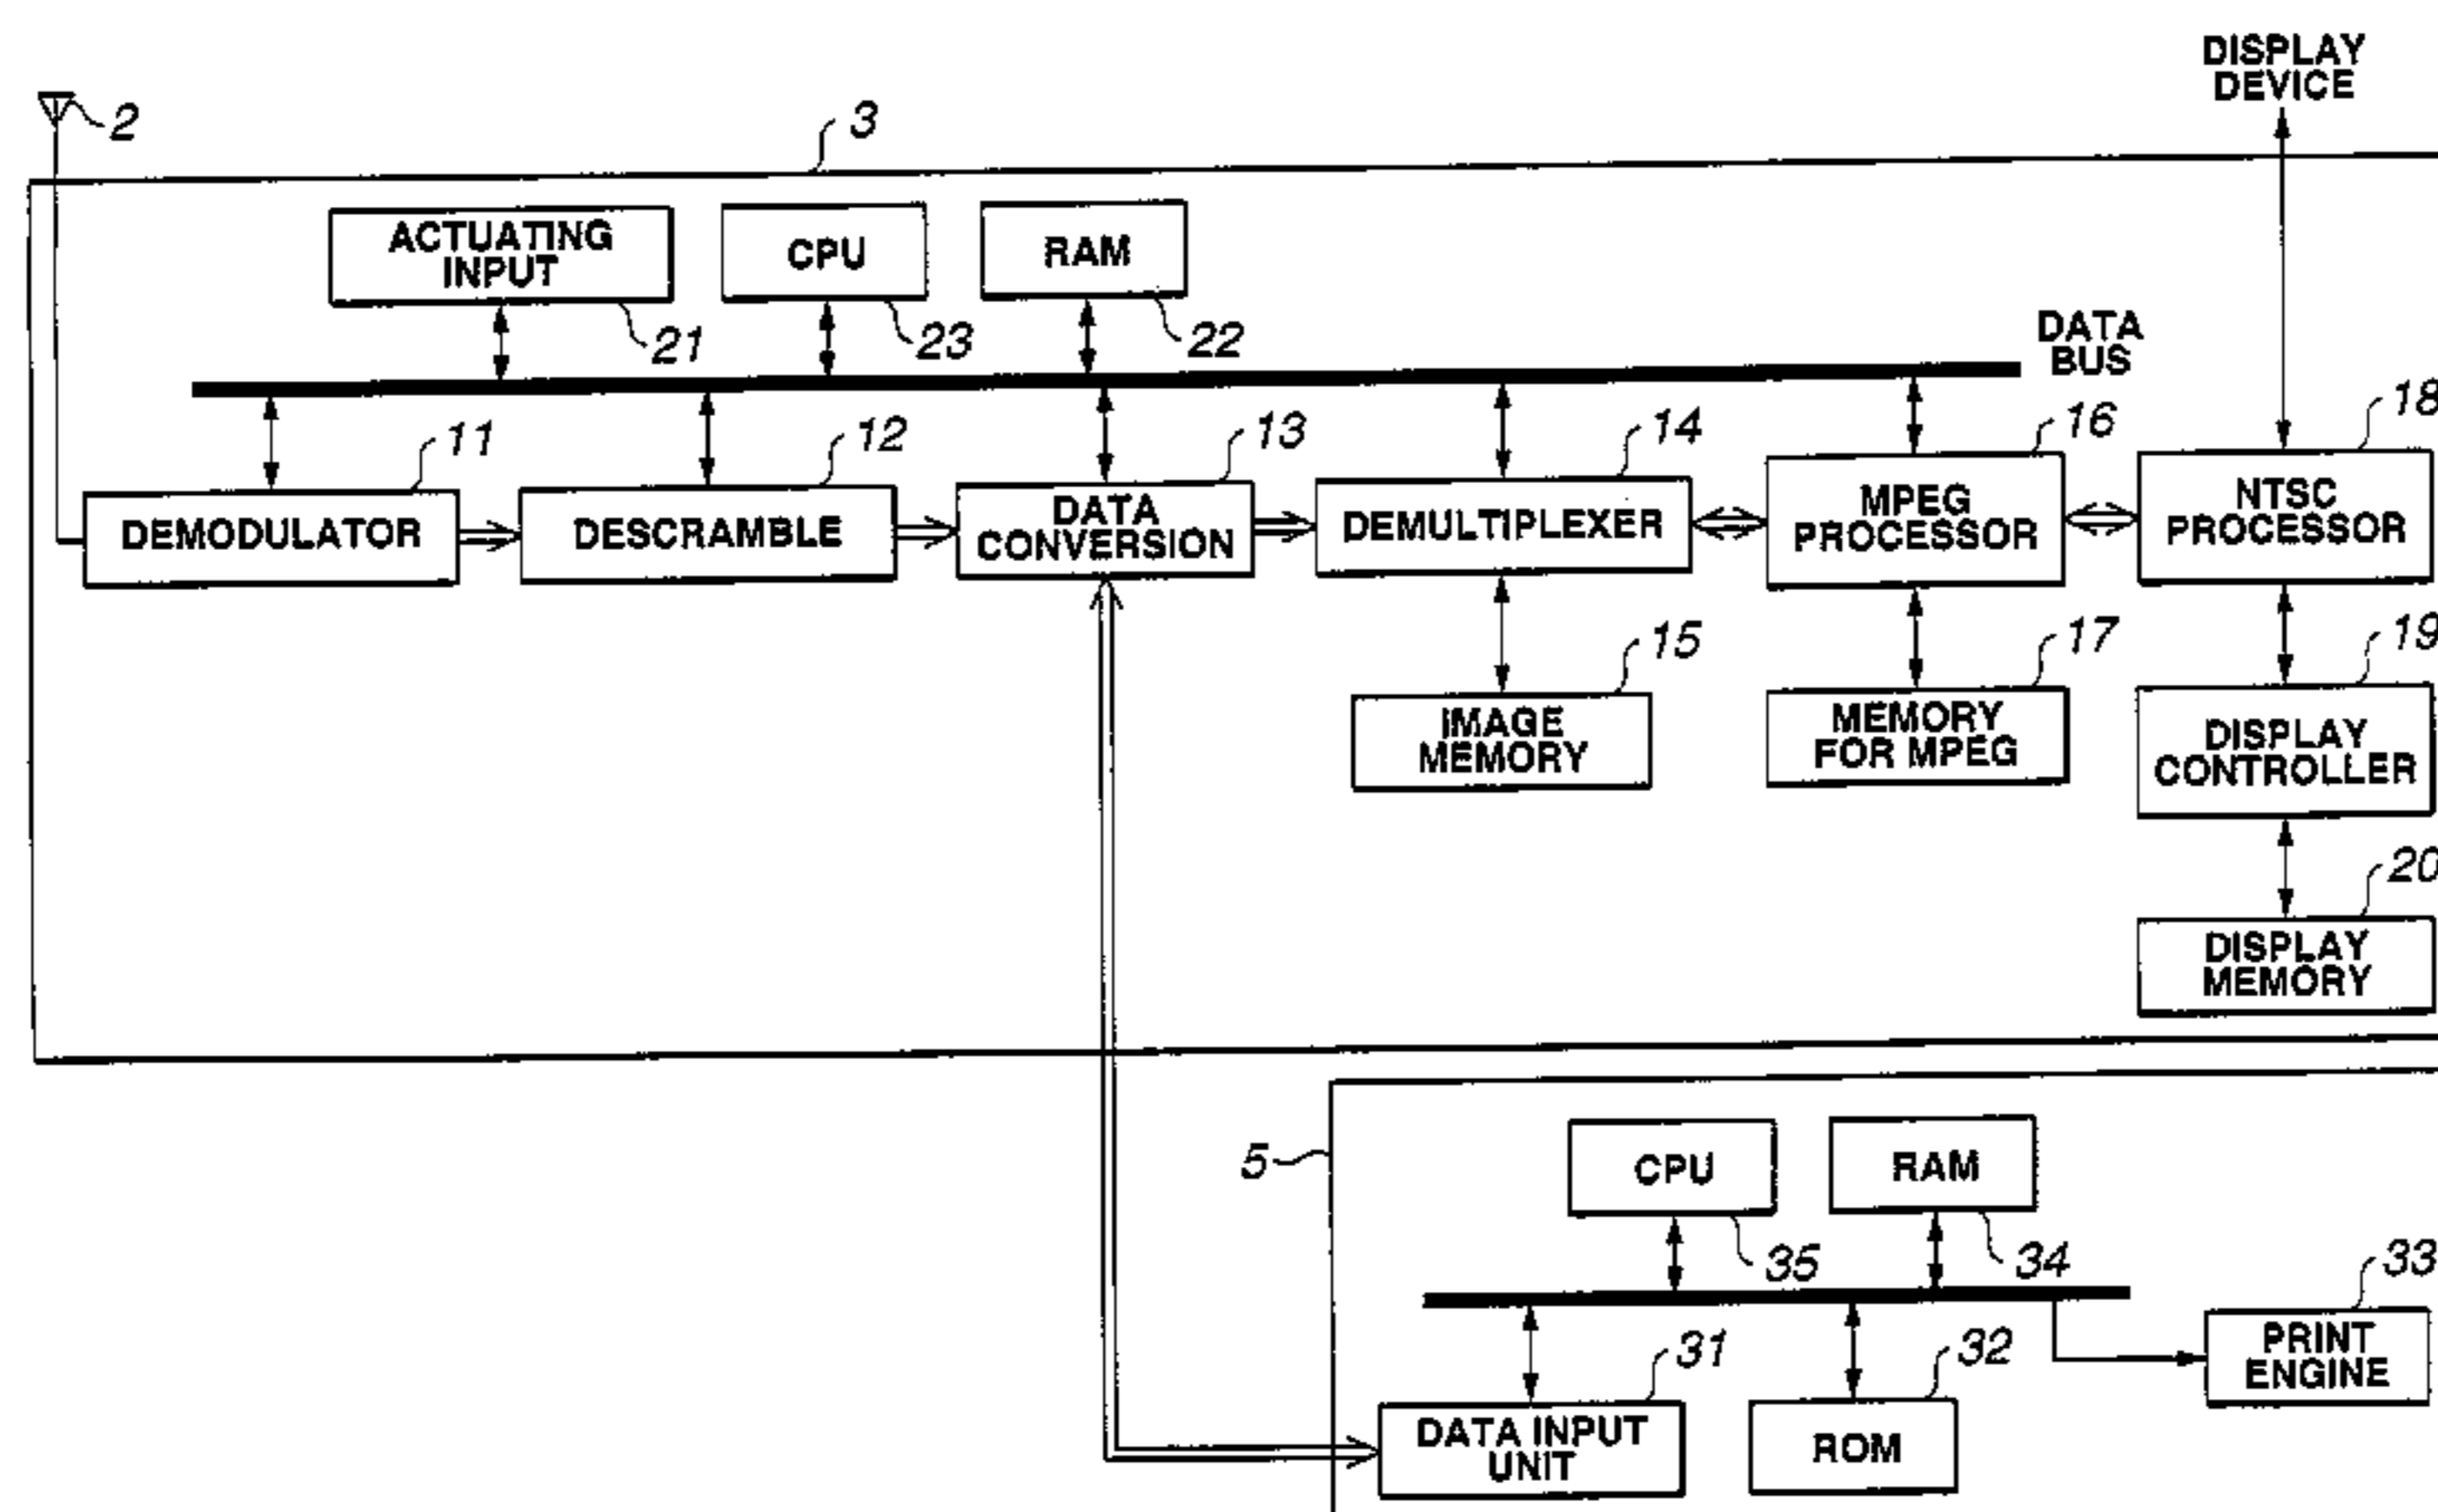 DISPLAY
DEVICE
2
3
ACTUATING
INPUT
CPU
RAM
21
23
22
DATA
BUS
11
12
13
14
16
18
DEMODULATOR
DESCRAMBLE
DATA
CONVERSION
DEMULTIPLEXER
MPEG
PROCESSOR
NTSC
PROCESSOR
15
17
19
IMAGE
MEMORY
MEMORY
FOR MPEG
DISPLAY
CONTROLLER
20
DISPLAY
MEMORY
5
CPU
RAM
35
34
33
31
32
PRINT
ENGINE
DATA INPUT
UNIT
ROM